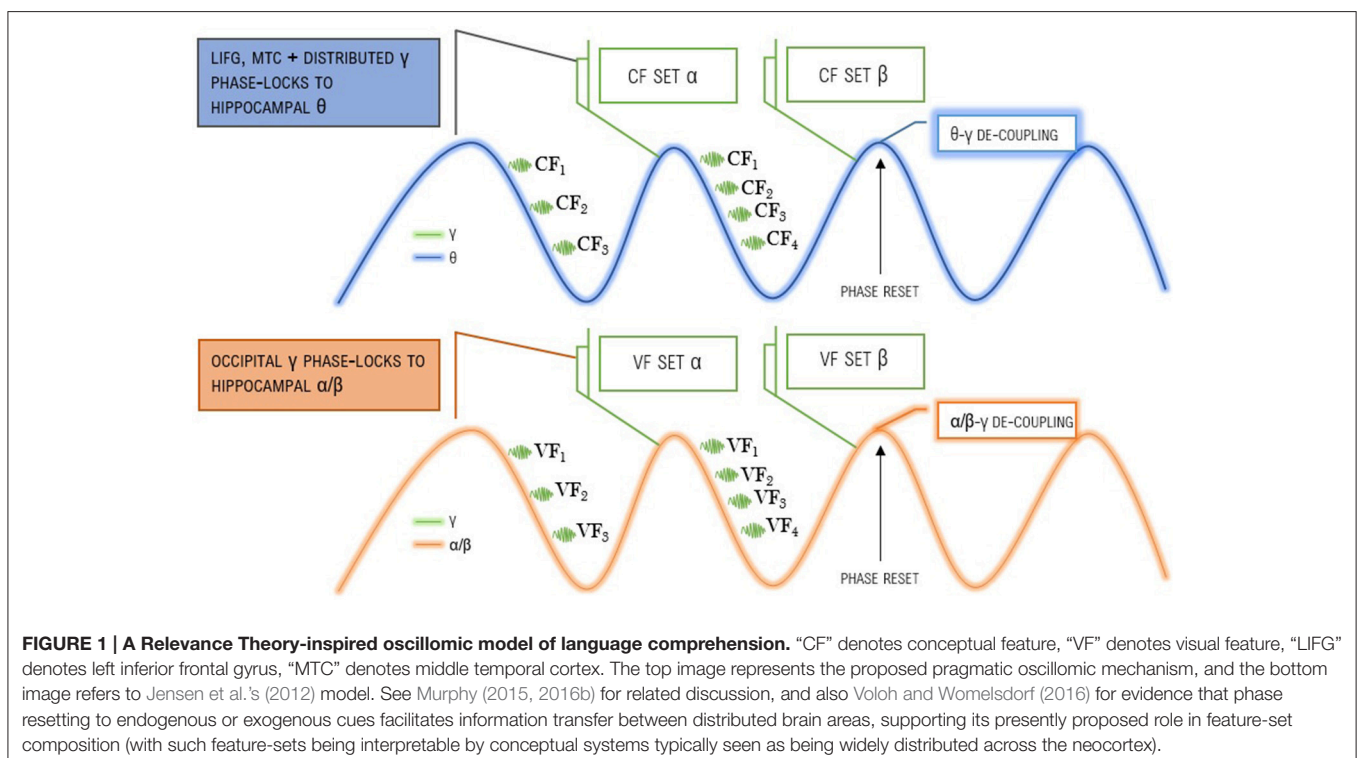 LIFG, MTC + DISTRIBUTED γ
PHASE-LOCKS TO
HIPPOCAMPAL θ
CF SET α
CF SET β
θ-γ DE-COUPLING
CF1
CF2
CF3
CF1
CF2
CF3
CF4
γ
θ
PHASE RESET
OCCIPITAL γ PHASE-LOCKS TO
HIPPOCAMPAL α/β
VF SET α
VF SET β
α/β-γ DE-COUPLING
VF1
VF2
VF3
VF1
VF2
VF3
VF4
γ
α/β
PHASE RESET
FIGURE 1 | A Relevance Theory-inspired oscillomic model of language comprehension. “CF” denotes conceptual feature, “VF” denotes visual feature, “LIFG”
denotes left inferior frontal gyrus, “MTC” denotes middle temporal cortex. The top image represents the proposed pragmatic oscillomic mechanism, and the bottom
image refers to Jensen et al.’s (2012) model. See Murphy (2015, 2016b) for related discussion, and also Voloh and Womelsdorf (2016) for evidence that phase
resetting to endogenous or exogenous cues facilitates information transfer between distributed brain areas, supporting its presently proposed role in feature-set
composition (with such feature-sets being interpretable by conceptual systems typically seen as being widely distributed across the neocortex).